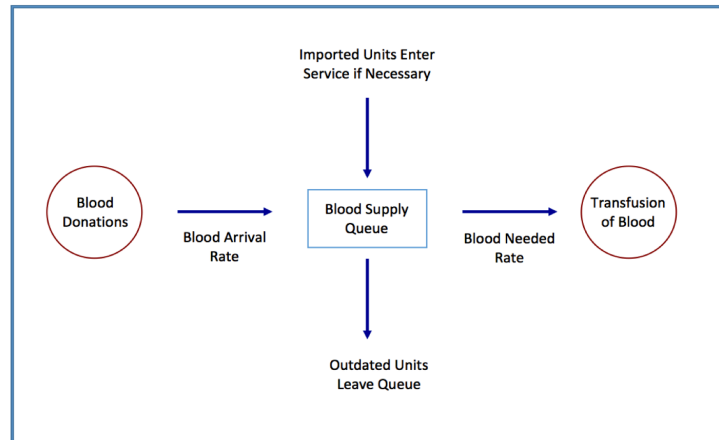 Imported Units Enter
Service if Necessary
Blood
Donations
Blood Arrival
Rate
Blood Supply
Queue
Blood Needed
Rate
Transfusion
of Blood
Outdated Units
Leave Queue